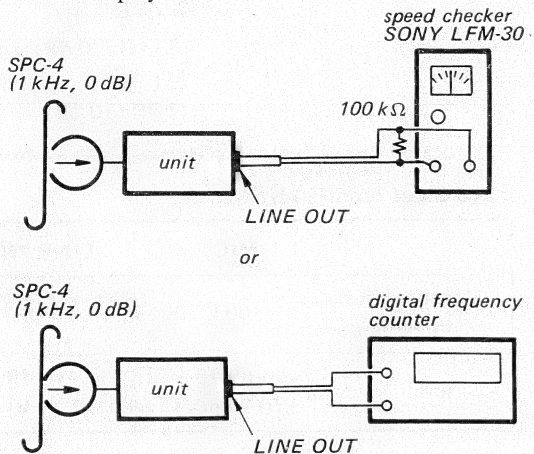 speed checker
SONY LFM-30
SPC-4
(1 kHz, 0 dB)
100 kΩ
unit
LINE OUT
or
SPC-4
(1 kHz, 0 dB)
digital frequency
counter
unit
LINE OUT